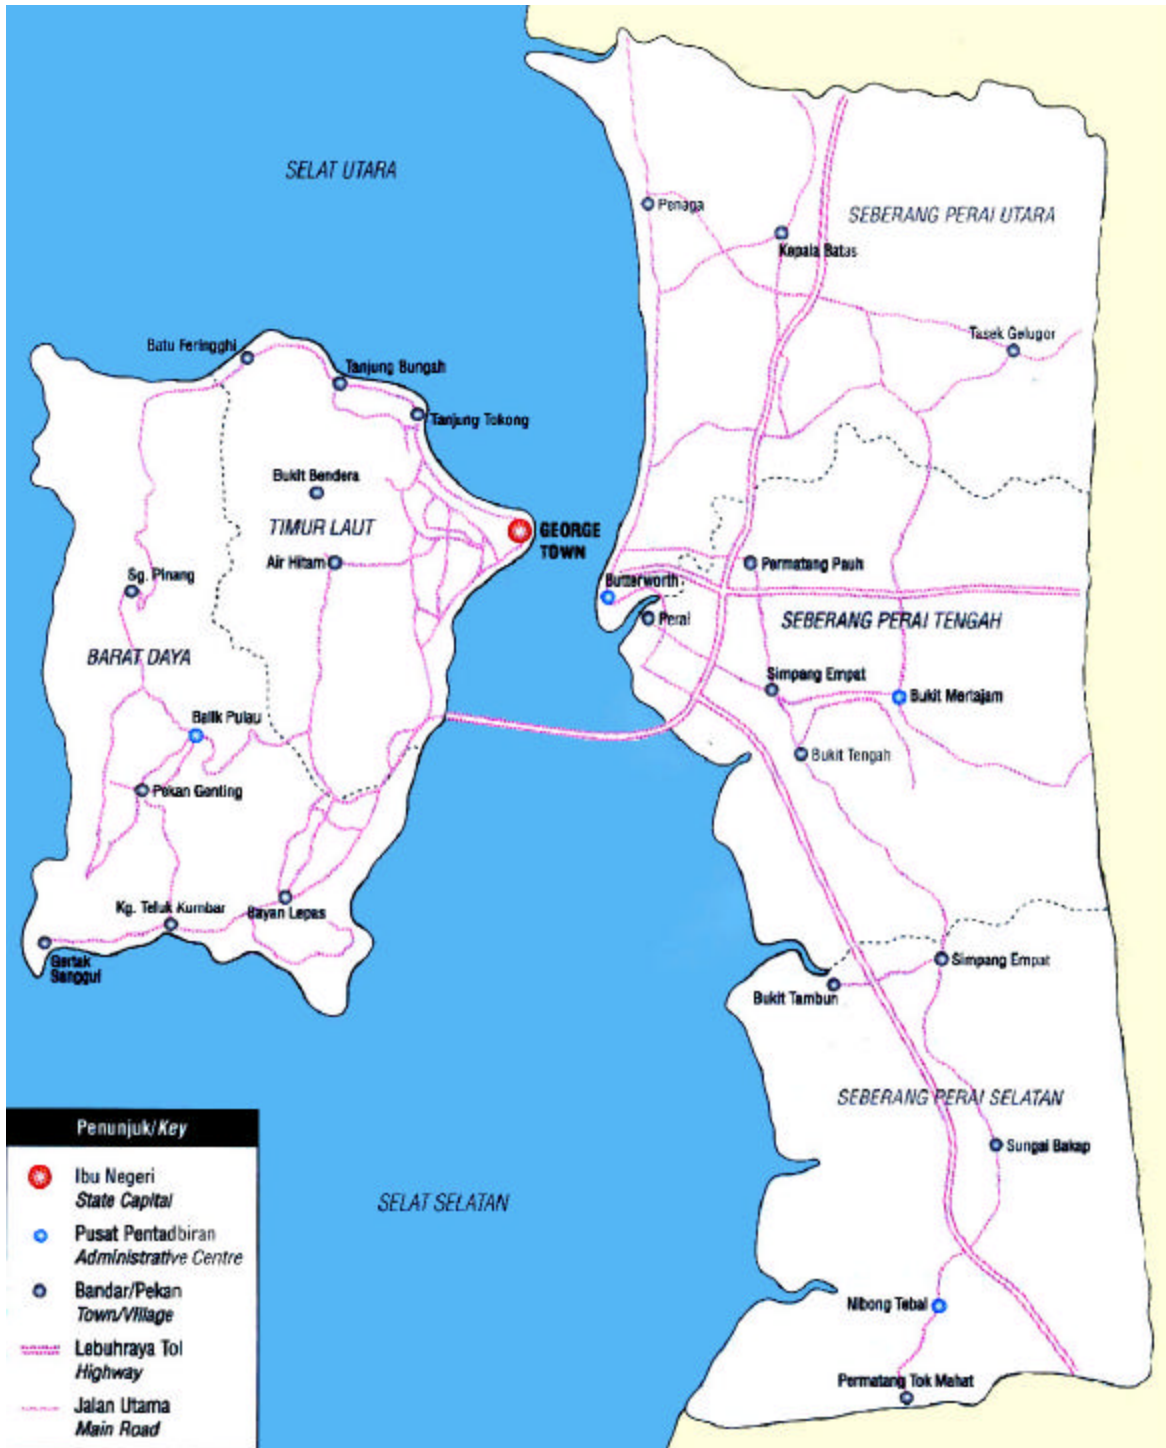 SELAT UTARA
Penaga
SEBERANG PERAI UTARA
Kepala Batas
Tasek Gelugor
Batu Feringghi
Tanjung Bungah
Tanjung Tokong
Bukit Bendera
TIMUR LAUT
GEORGE
TOWN
Air Hitam
Permatang Pauh
Sg. Pinang
Butterworth
Perai
SEBERANG PERAI TENGAH
BARAT DAYA
Simpang Empat
Bukit Mertajam
Balik Pulau
Bukit Tengah
Pekan Genting
Kg. Teluk Kumbar
Bayan Lepas
Gertak
Sanggul
Simpang Empat
Bukit Tambun
SEBERANG PERAI SELATAN
Sungai Bakap
SELAT SELATAN
Nibong Tebal
Permatang Tok Mahat
Penunjuk/Key
Ibu Negeri
State Capital
Pusat Pentadbiran
Administrative Centre
Bandar/Pekan
Town/Village
Lebuhraya Tol
Highway
Jalan Utama
Main Road